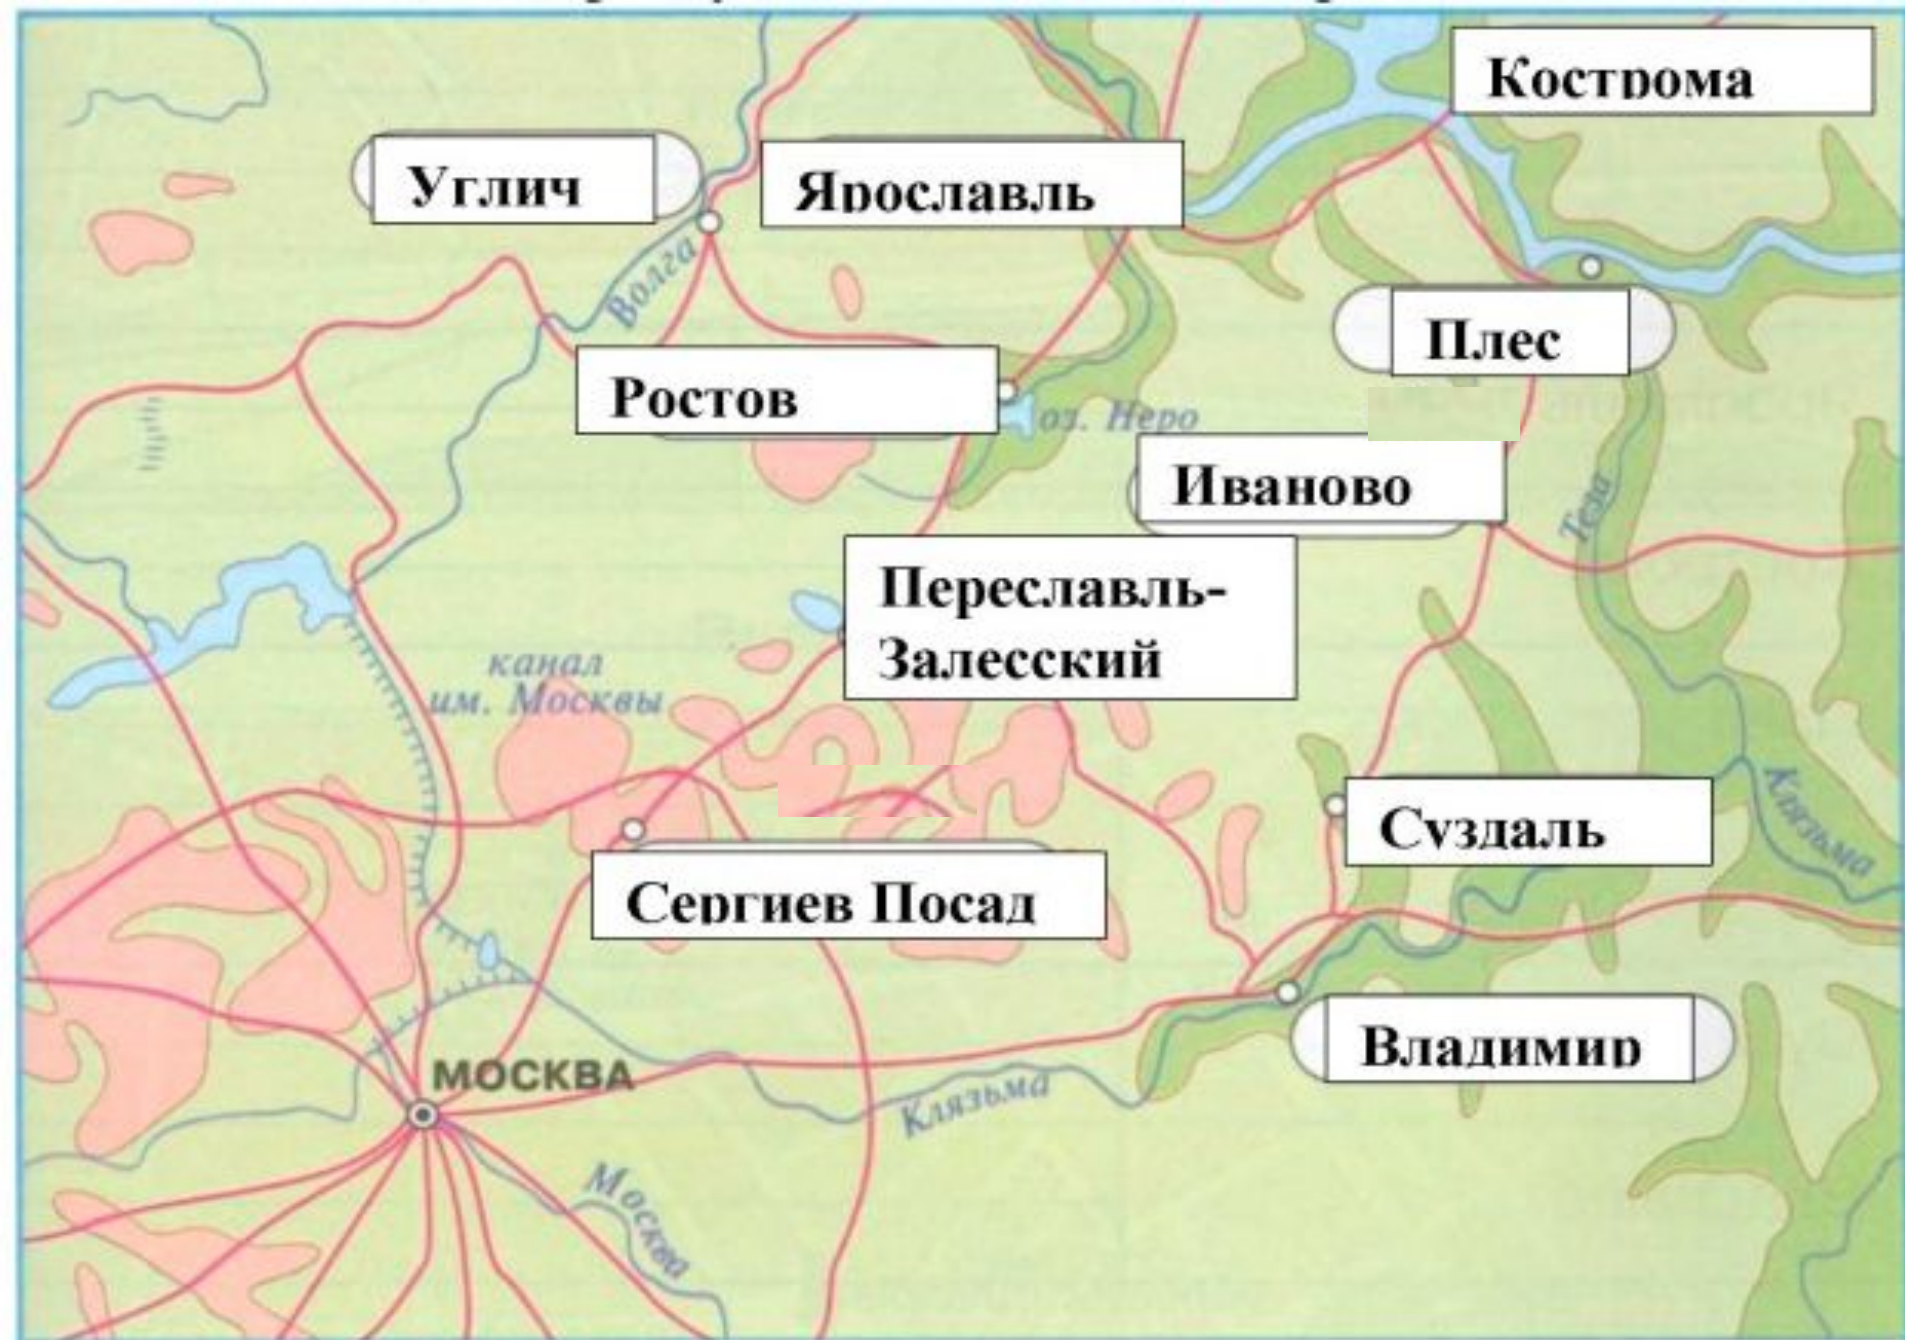 Кострома
Углич
Ярославль
Волга
Плес
Ростов
оз. Неро
Иваново
Теза
Переславль-
Залесский
канал
им. Москвы
Клязьма
Суздаль
Сергиев Посад
Владимир
МОСКВА
Клязьма
Москва